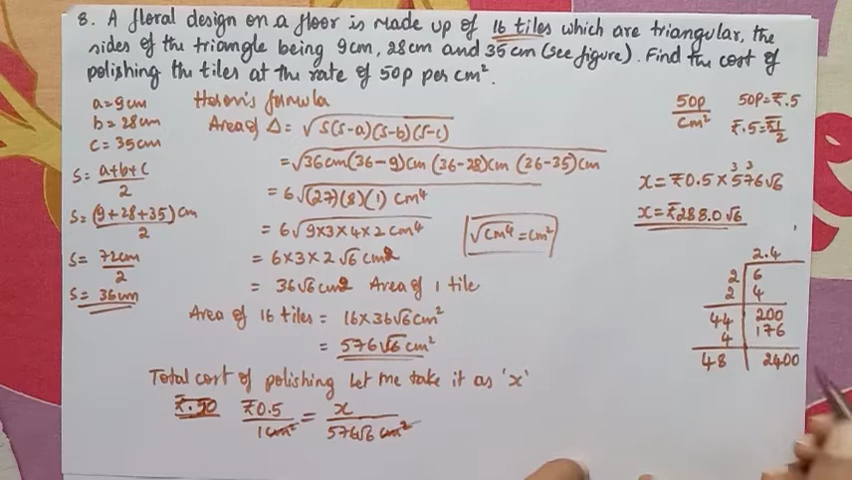 8. A floral design on a floor is made up of 16 tiles which are triangular, the
sides of the triangle being 9cm, 28cm and 35cm (see figure). Find the cost of
polishing the tiles at the rate of 50p per cm².
a=9cm
b=28cm
c=35cm
S=a+b+c/2
S=(9+28+35)cm/2
S=72cm/2
S=36cm
Heron's formula
Area of Δ=√S(S-a)(S-b)(S-c)
=√36cm(36-9)cm (36-28)cm (26-35)cm
=6√(27)(8)(1) cm⁴
=6√9×3×4×2 cm⁴
√cm⁴=cm²
=6×3×2√6 cm²
=36√6cm² Area of 1 tile
Area of 16 tiles = 16×36√6cm²
=576√6cm²
Total cost of polishing Let me take it as 'x'
₹.50 ₹0.5/1cm² = x/576√6 cm²
50P/cm²
50P=₹.5
₹.5=₹1/2
x=₹0.5×576√6
3 3
x=₹288.0√6
2.4
2 6
2 4
44 200
4 176
48 2400